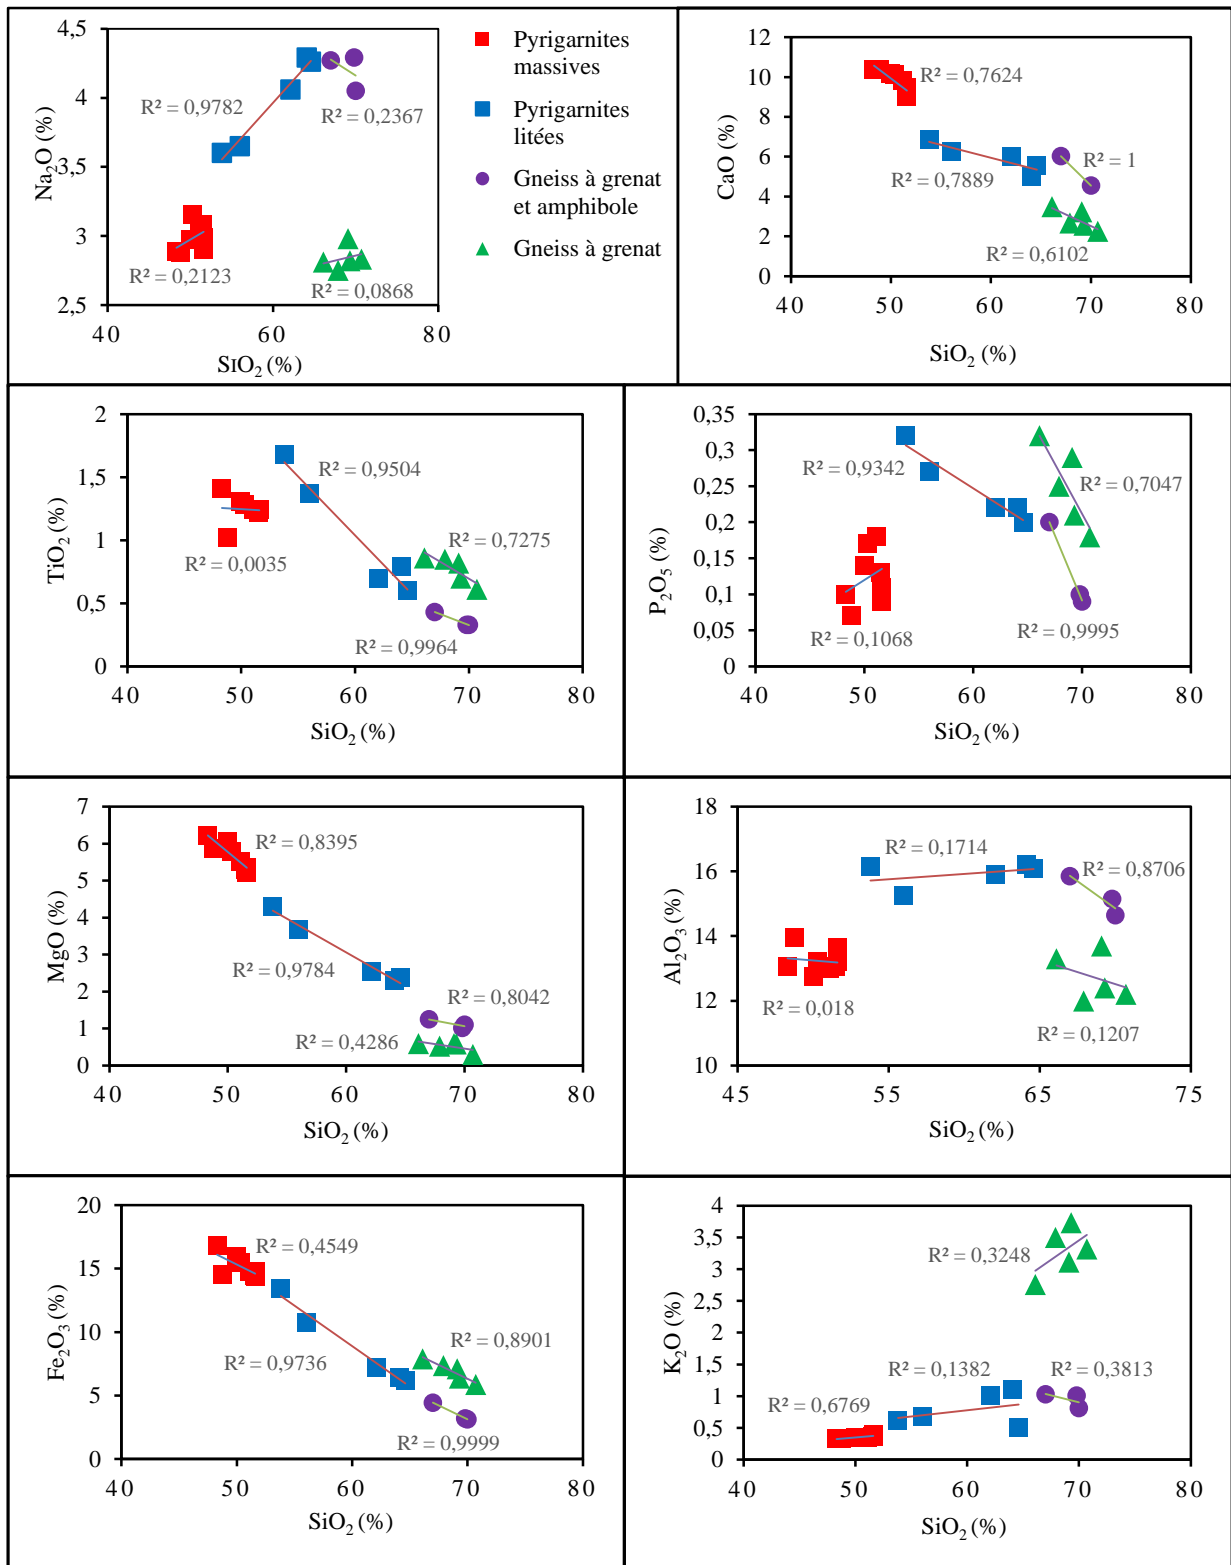 4,5
4
3,5
3
2,5
40
60
80
Na₂O (%)
SIO₂ (%)
R² = 0,9782
R² = 0,2367
R² = 0,2123
R² = 0,0868
Pyrigarnites
massives
Pyrigarnites
litées
Gneiss à grenat
et amphibole
Gneiss à grenat
12
10
8
6
4
2
0
40
50
60
70
80
CaO (%)
SiO₂ (%)
R² = 0,7624
R² = 0,7889
R² = 1
R² = 0,6102
2
1,5
1
0,5
0
40
50
60
70
80
TiO₂ (%)
SiO₂ (%)
R² = 0,9504
R² = 0,7275
R² = 0,0035
R² = 0,9964
0,35
0,3
0,25
0,2
0,15
0,1
0,05
0
40
50
60
70
80
P₂O₅ (%)
SiO₂ (%)
R² = 0,9342
R² = 0,7047
R² = 0,1068
R² = 0,9995
7
6
5
4
3
2
1
0
40
50
60
70
80
MgO (%)
SiO₂ (%)
R² = 0,8395
R² = 0,9784
R² = 0,8042
R² = 0,4286
18
16
14
12
10
45
55
65
75
Al₂O₃ (%)
SiO₂ (%)
R² = 0,1714
R² = 0,8706
R² = 0,018
R² = 0,1207
20
15
10
5
0
40
50
60
70
80
Fe₂O₃ (%)
SiO₂ (%)
R² = 0,4549
R² = 0,8901
R² = 0,9736
R² = 0,9999
4
3,5
3
2,5
2
1,5
1
0,5
0
40
50
60
70
80
K₂O (%)
SiO₂ (%)
R² = 0,3248
R² = 0,1382
R² = 0,3813
R² = 0,6769